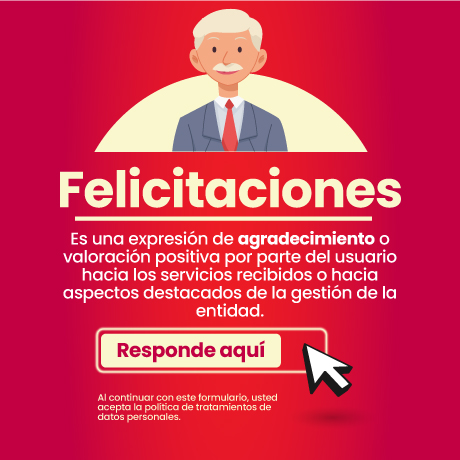 Felicitaciones
Es una expresión de agradecimiento o
valoración positiva por parte del usuario
hacia los servicios recibidos o hacia
aspectos destacados de la gestión de la
entidad.
Responde aquí
Al continuar con este formulario, usted
acepta la política de tratamientos de
datos personales.